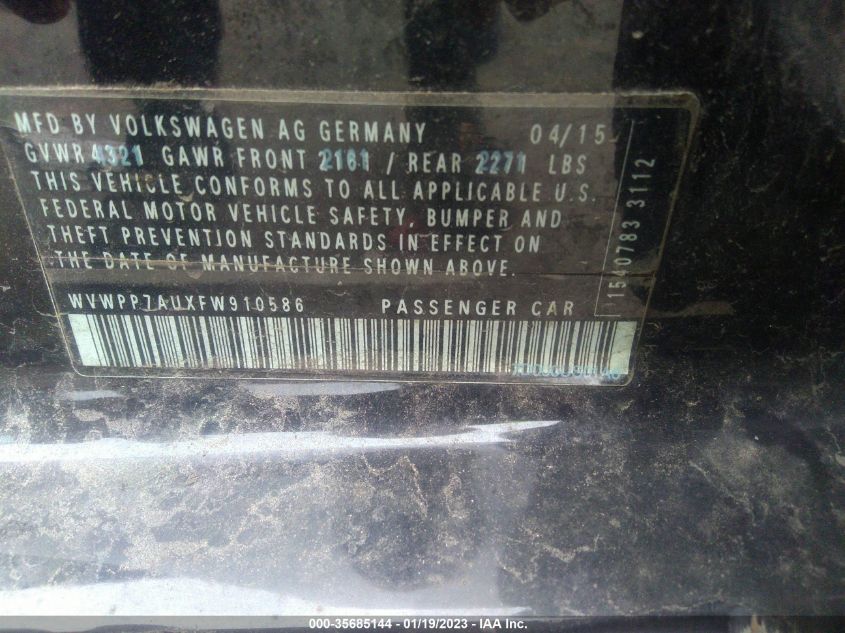 MFD BY VOLKSWAGEN AG GERMANY 04/15
GVWR 4321 GAWR FRONT 2161 / REAR 2271 LBS
THIS VEHICLE CONFORMS TO ALL APPLICABLE U.S.
FEDERAL MOTOR VEHICLE SAFETY, BUMPER AND
THEFT PREVENTION STANDARDS IN EFFECT ON
THE DATE OF MANUFACTURE SHOWN ABOVE.
WVWPP7AUXFW910586 PASSENGER CAR
1540783 3112
000-35685144 - 01/19/2023 - IAA Inc.